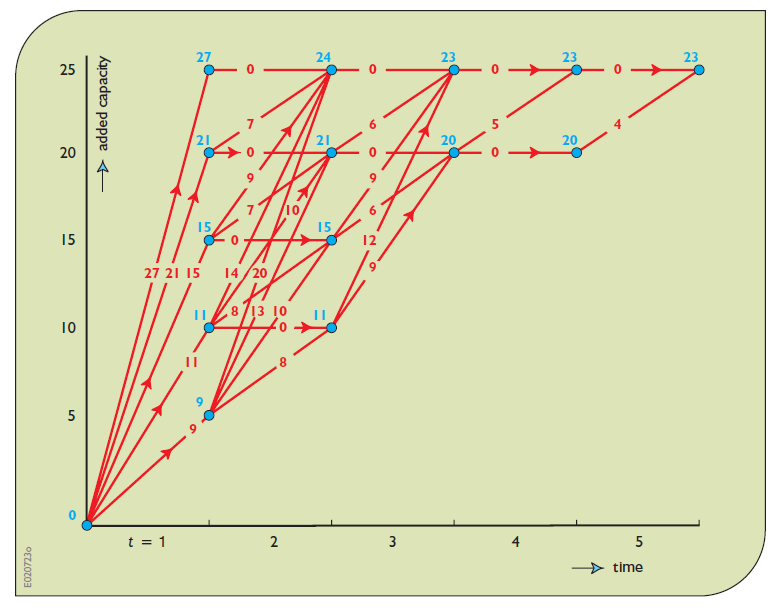 27 24 23 23 23
25 0 0 0 0
added capacity
7 6 5 4
21 21 20 20
20 0 0 0
9 9
7 10 6
15 15
15 0 12
9
27 21 15 14 20
11 8 13 10 11
10 0
11 8
9
5
9
0
t = 1 2 3 4 5
time
E020723o